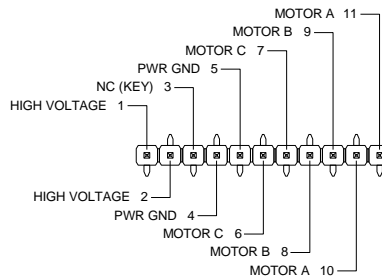 MOTOR A 11
MOTOR B 9
MOTOR C 7
PWR GND 5
NC (KEY) 3
HIGH VOLTAGE 1
HIGH VOLTAGE 2
PWR GND 4
MOTOR C 6
MOTOR B 8
MOTOR A 10